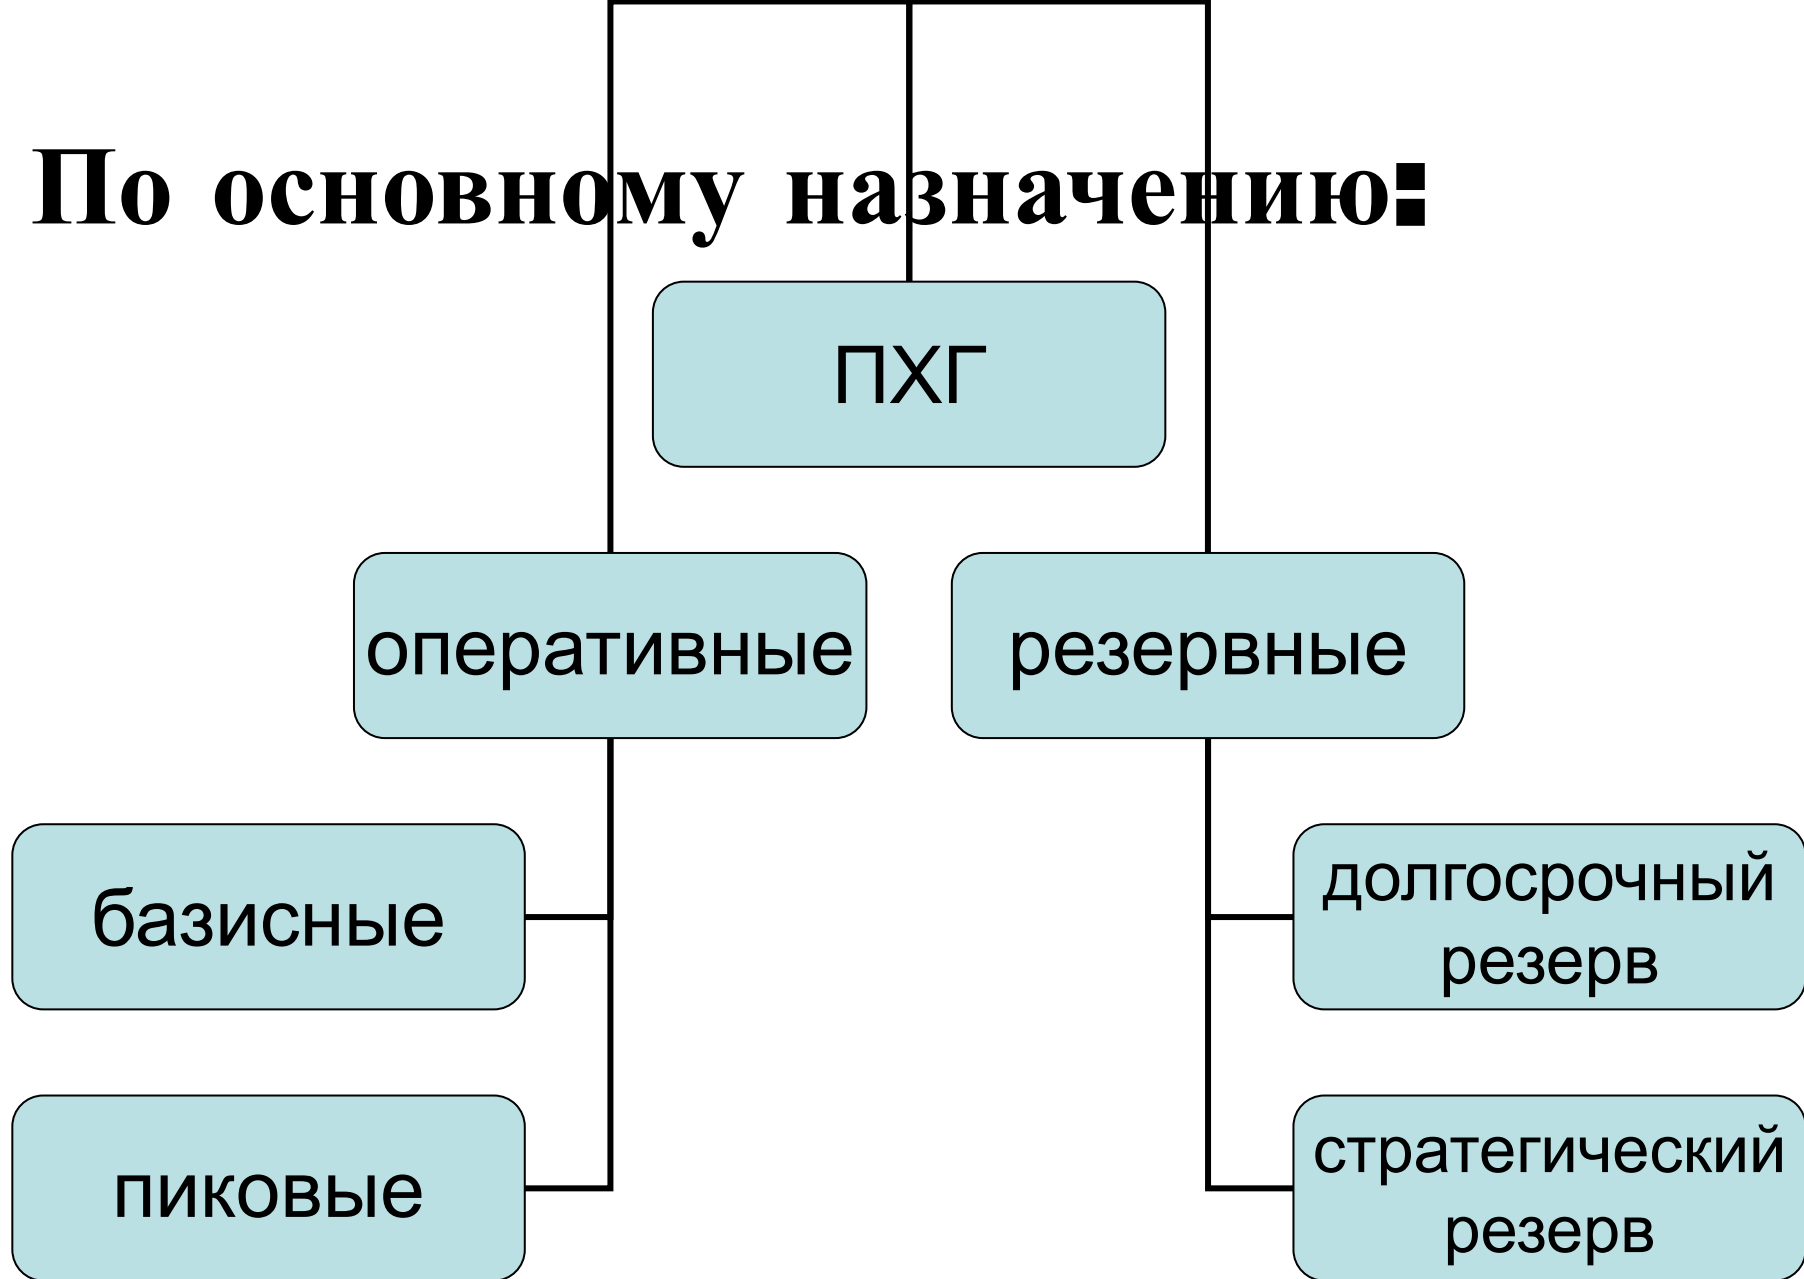 По основному назначению:
ПХГ
оперативные
резервные
базисные
долгосрочный
резерв
пиковые
стратегический
резерв